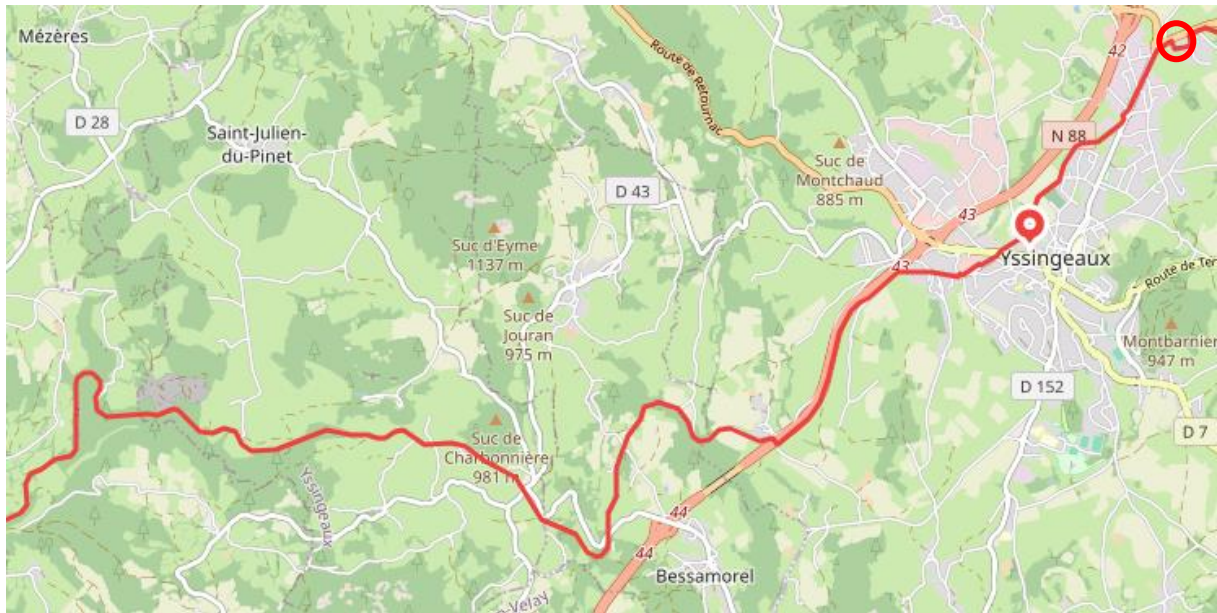 Mézères
42
Route de Retournac
D 28
Saint-Julien-
du-Pinet
N 88
Suc de
Montchaud
885 m
D 43
43
Suc d'Eyme
1137 m
43
Yssingeaux
Route de Ten
Suc de
Jouran
975 m
Montbarnier
947 m
D 152
Suc de
Charbonnière
981 m
D 7
Yssingeaux
44
44
Bessamorel
-Velay